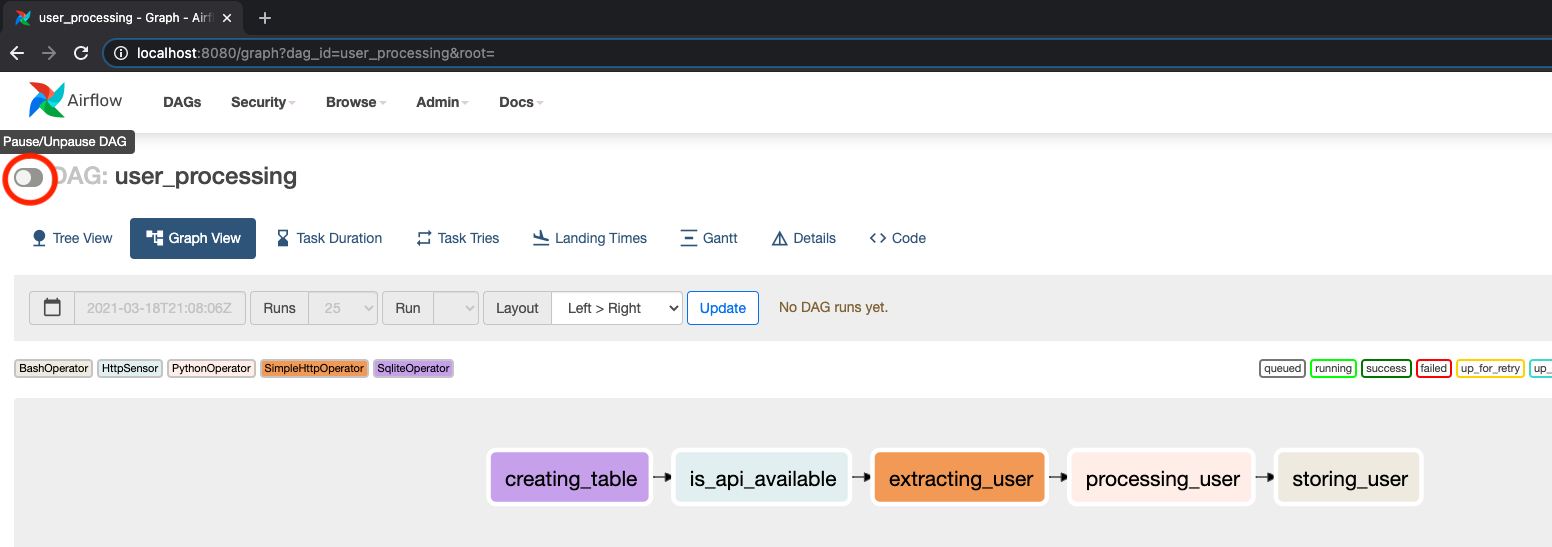 user_processing - Graph - Airf
localhost:8080/graph?dag_id=user_processing&root=
Airflow DAGs Security Browse Admin Docs
Pause/Unpause DAG
DAG: user_processing
Tree View Graph View Task Duration Task Tries Landing Times Gantt Details Code
2021-03-18T21:08:06Z Runs 25 Run Layout Left > Right Update No DAG runs yet.
BashOperator HttpSensor PythonOperator SimpleHttpOperator SqliteOperator queued running success failed up_for_retry up_
creating_table is_api_available extracting_user processing_user storing_user